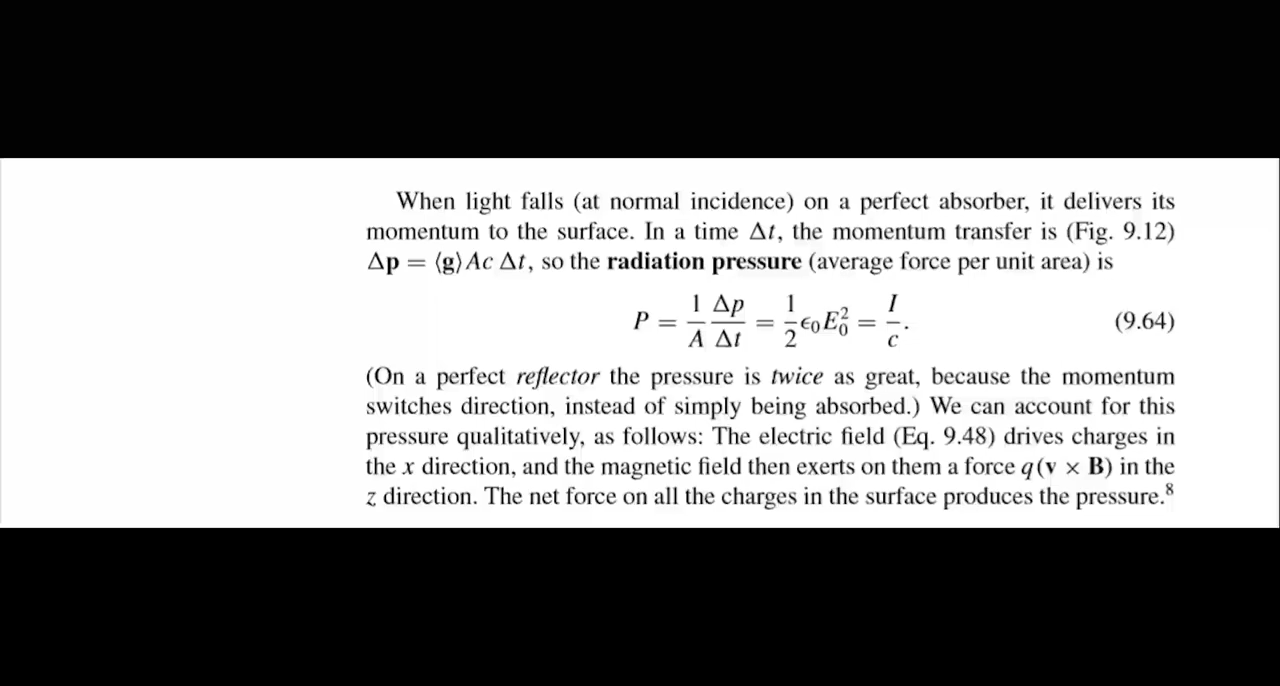 When light falls (at normal incidence) on a perfect absorber, it delivers its
momentum to the surface. In a time Δt, the momentum transfer is (Fig. 9.12)
Δp = ⟨g⟩Ac Δt, so the radiation pressure (average force per unit area) is
P = 1/A Δp/Δt = 1/2 ϵ₀E₀² = I/c. (9.64)
(On a perfect reflector the pressure is twice as great, because the momentum
switches direction, instead of simply being absorbed.) We can account for this
pressure qualitatively, as follows: The electric field (Eq. 9.48) drives charges in
the x direction, and the magnetic field then exerts on them a force q(v × B) in the
z direction. The net force on all the charges in the surface produces the pressure.⁸